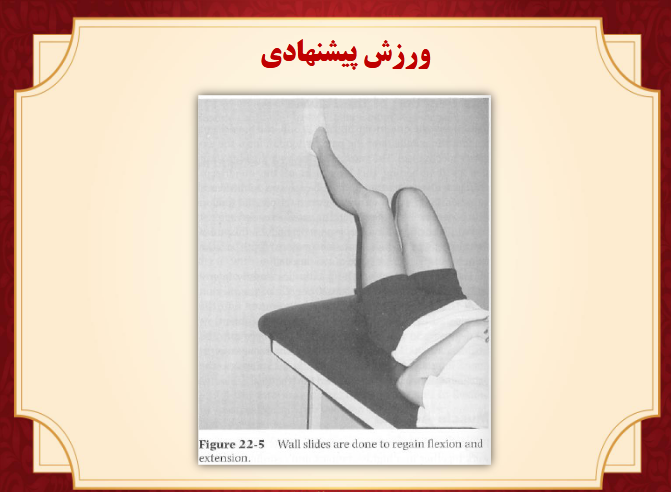 ورزش پیشنهادی
Figure 22-5 Wall slides are done to regain flexion and
extension.